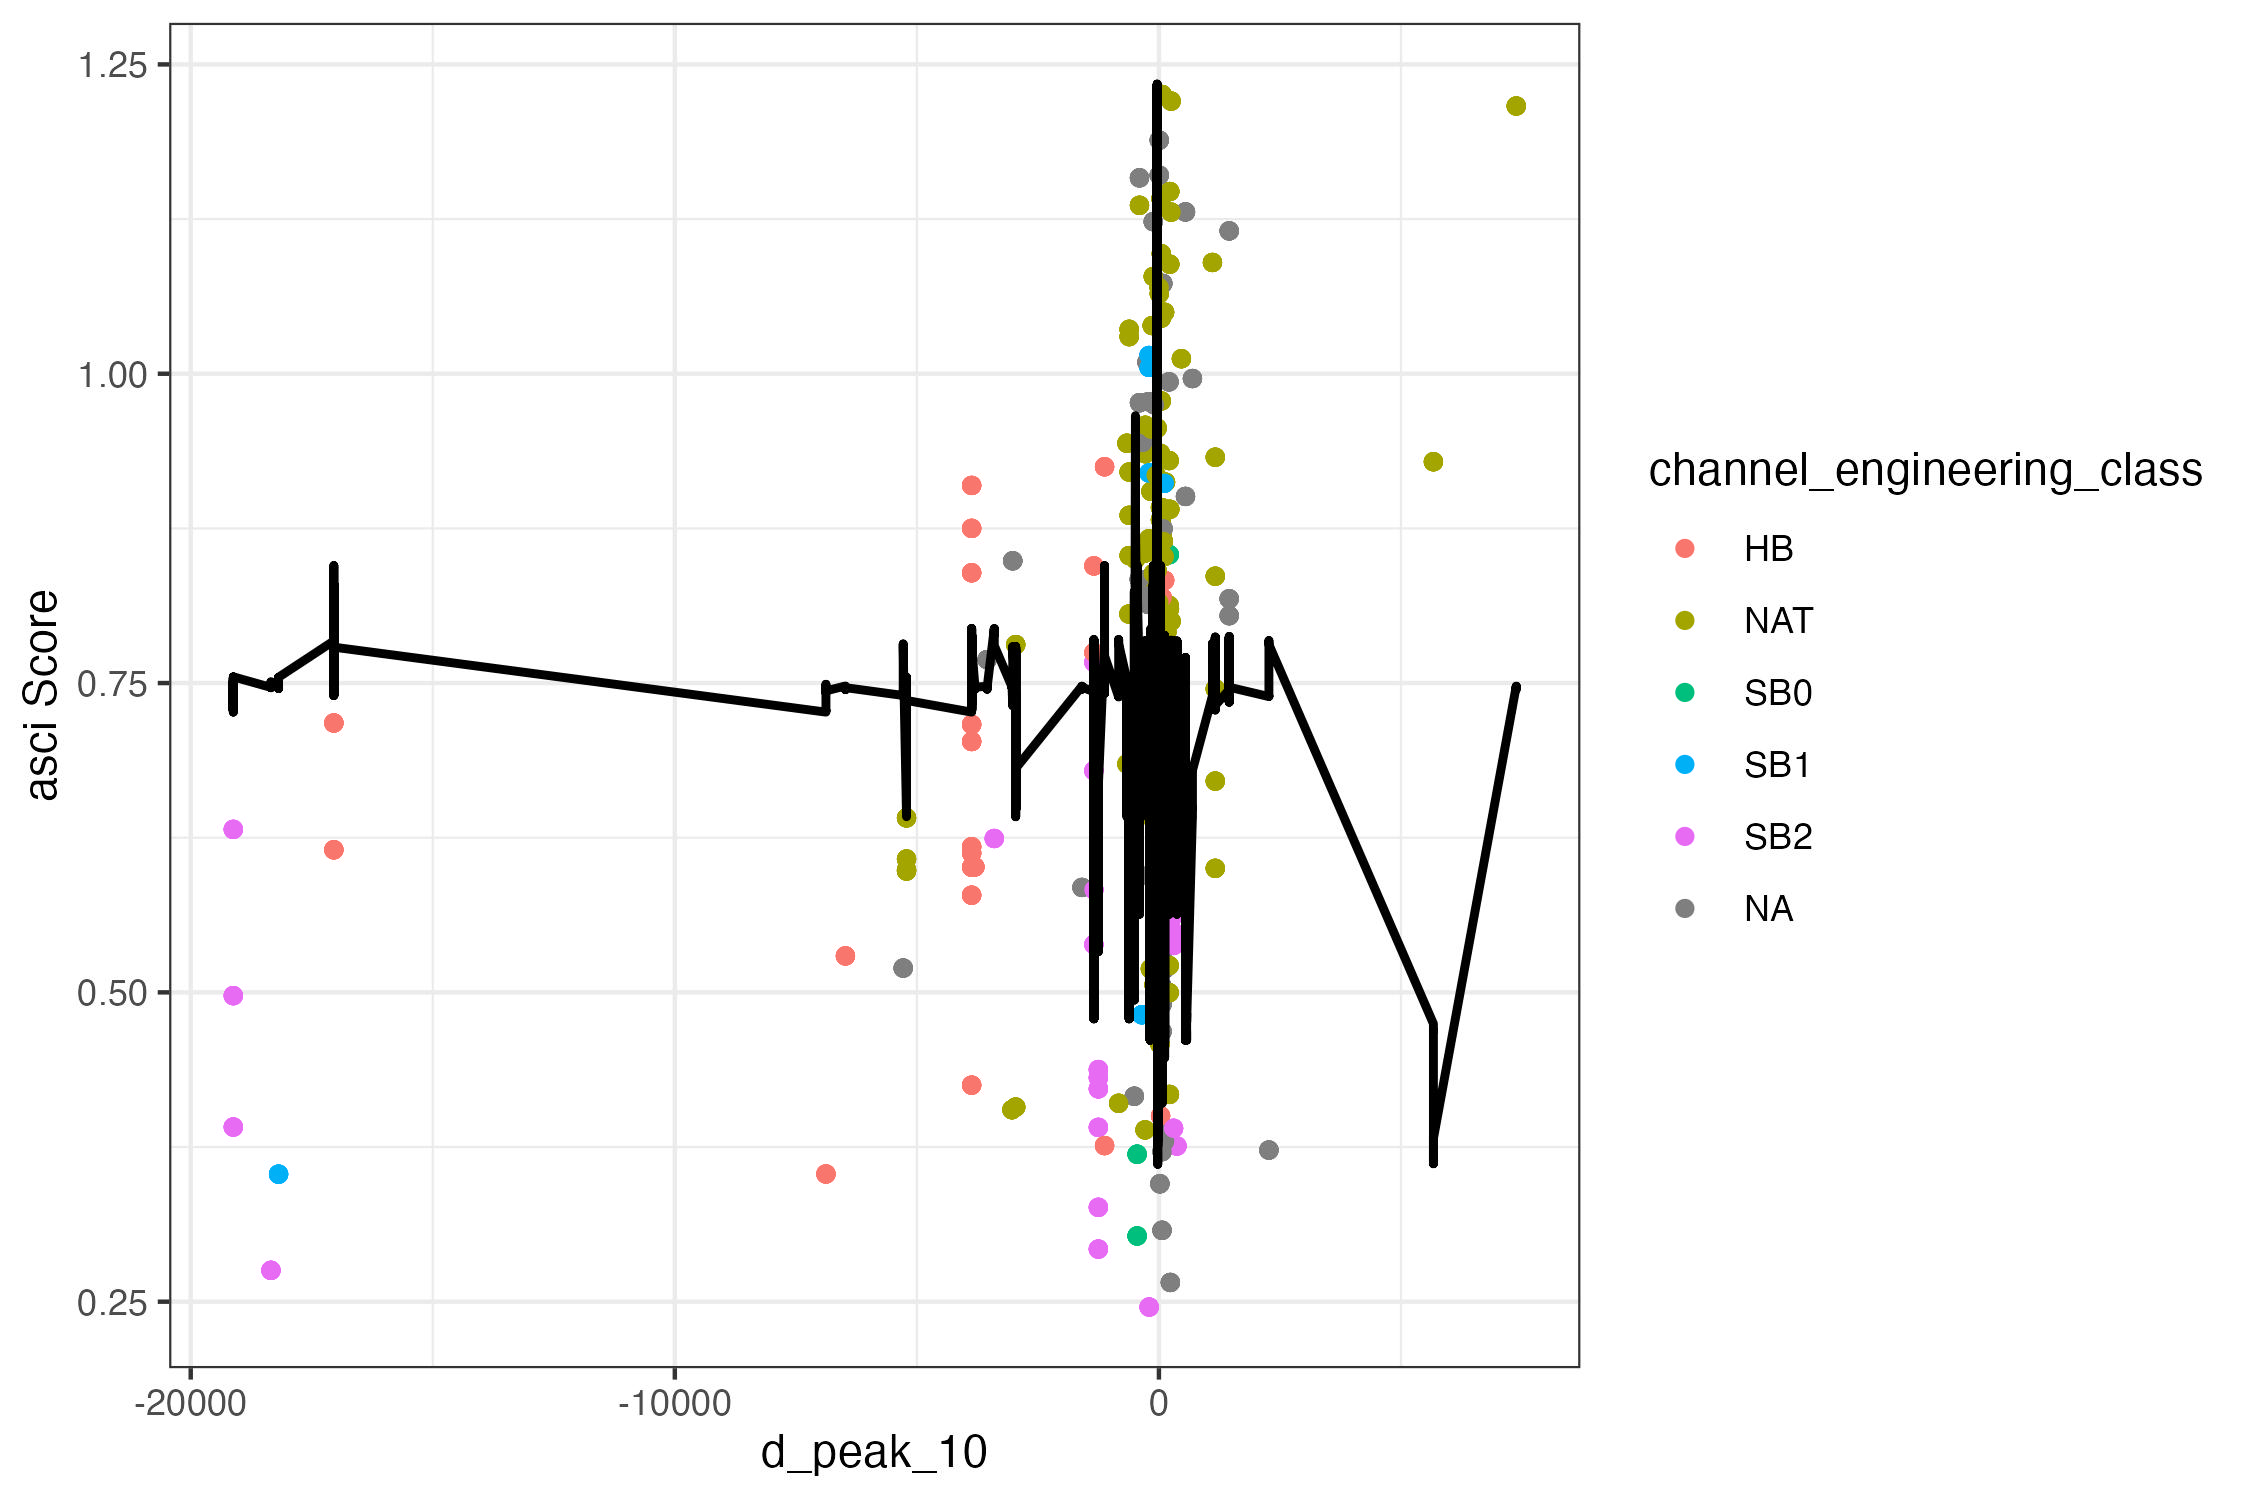 1.25
1.00
0.75
0.50
0.25
asci Score
-20000
-10000
0
d_peak_10
channel_engineering_class
HB
NAT
SB0
SB1
SB2
NA